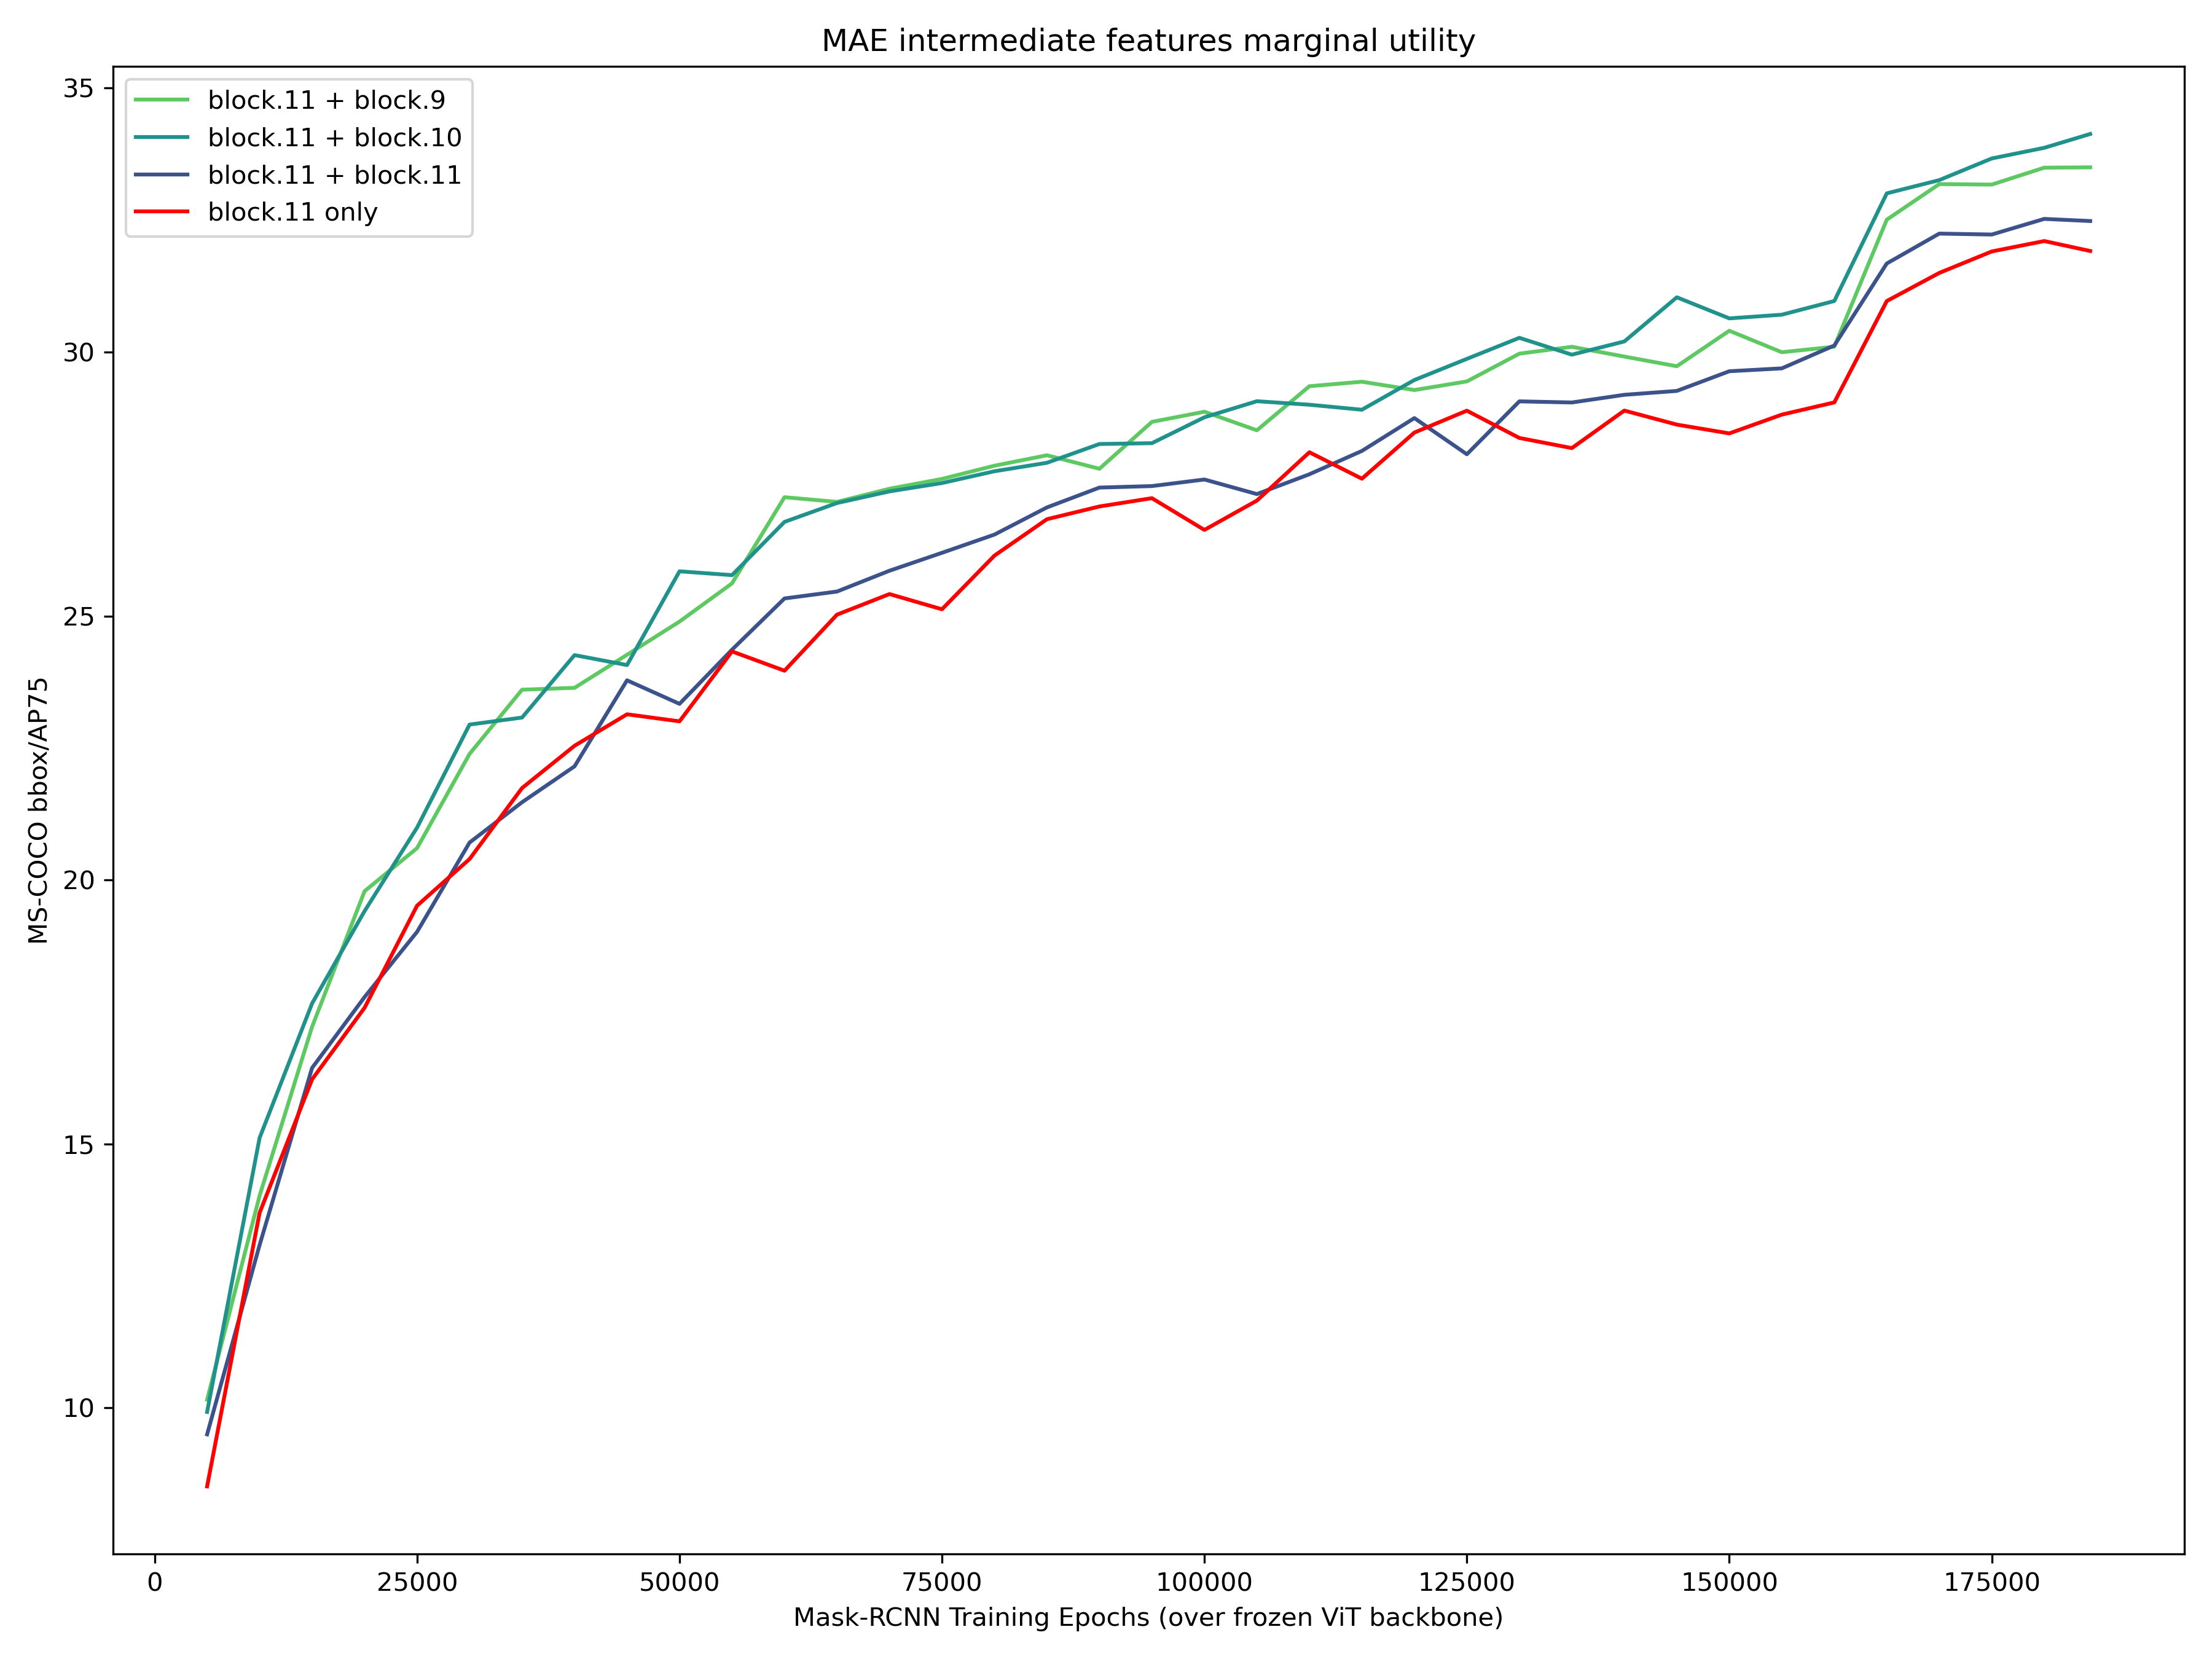 MAE intermediate features marginal utility
block.11 + block.9
block.11 + block.10
block.11 + block.11
block.11 only
35
30
25
20
15
10
MS-COCO bbox/AP75
0 25000 50000 75000 100000 125000 150000 175000
Mask-RCNN Training Epochs (over frozen ViT backbone)